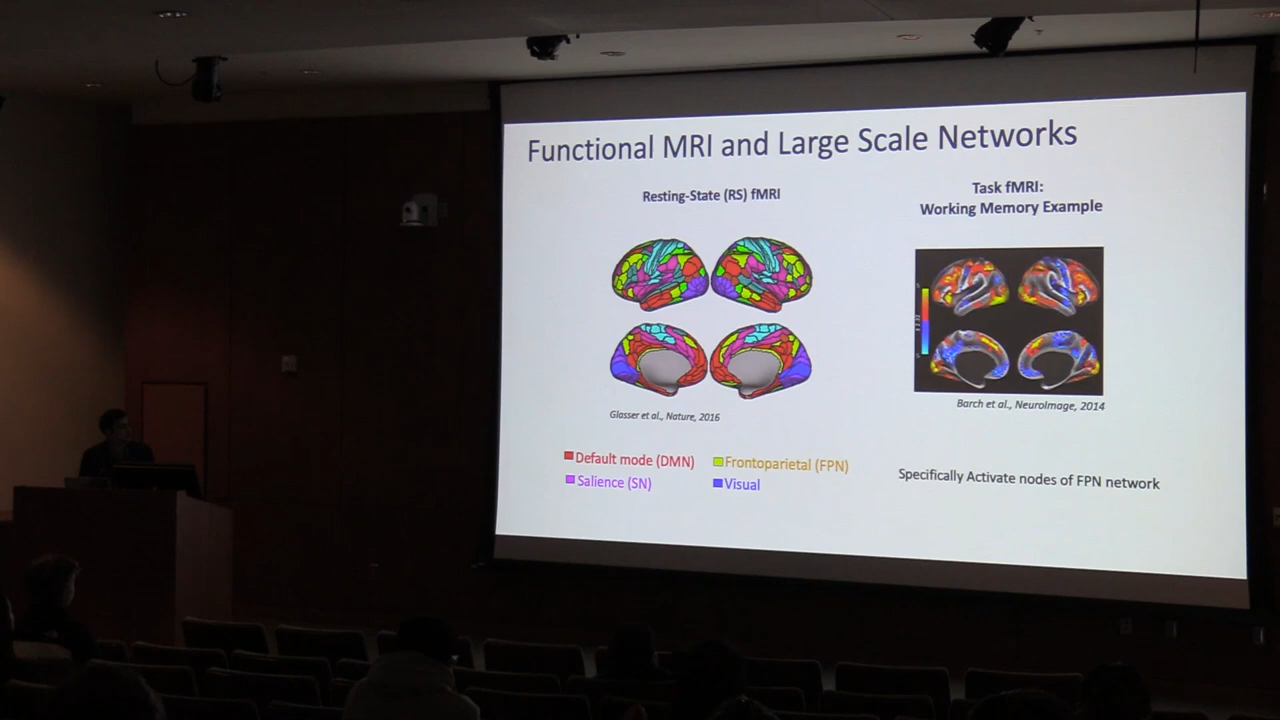 Functional MRI and Large Scale Networks
Resting-State (RS) fMRI
Task fMRI:
Working Memory Example
Glasser et al., Nature, 2016
Barch et al., NeuroImage, 2014
Default mode (DMN)
Frontoparietal (FPN)
Salience (SN)
Visual
Specifically Activate nodes of FPN network